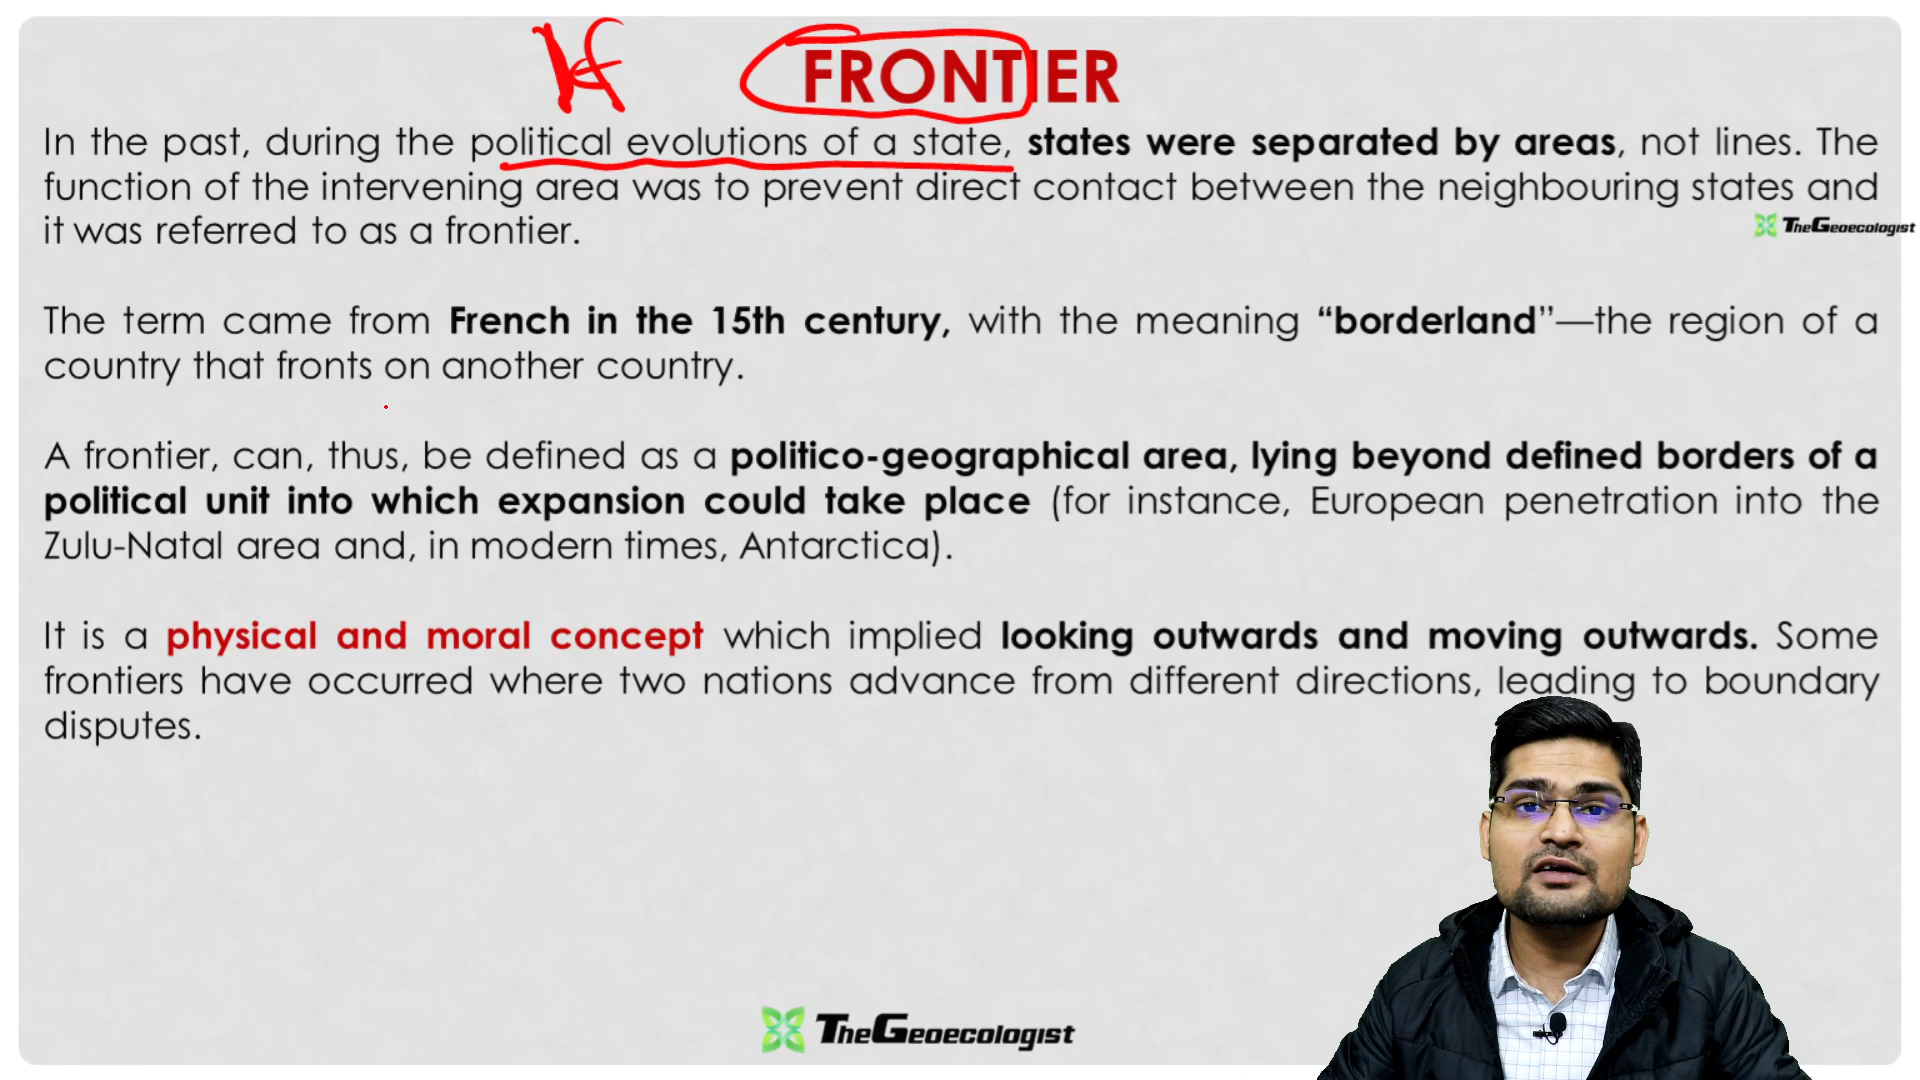 FRONTIER
In the past, during the political evolutions of a state, states were separated by areas, not lines. The
function of the intervening area was to prevent direct contact between the neighbouring states and
it was referred to as a frontier.
TheGeoecologist
The term came from French in the 15th century, with the meaning “borderland”—the region of a
country that fronts on another country.
A frontier, can, thus, be defined as a politico-geographical area, lying beyond defined borders of a
political unit into which expansion could take place (for instance, European penetration into the
Zulu-Natal area and, in modern times, Antarctica).
It is a physical and moral concept which implied looking outwards and moving outwards. Some
frontiers have occurred where two nations advance from different directions, leading to boundary
disputes.
TheGeoecologist